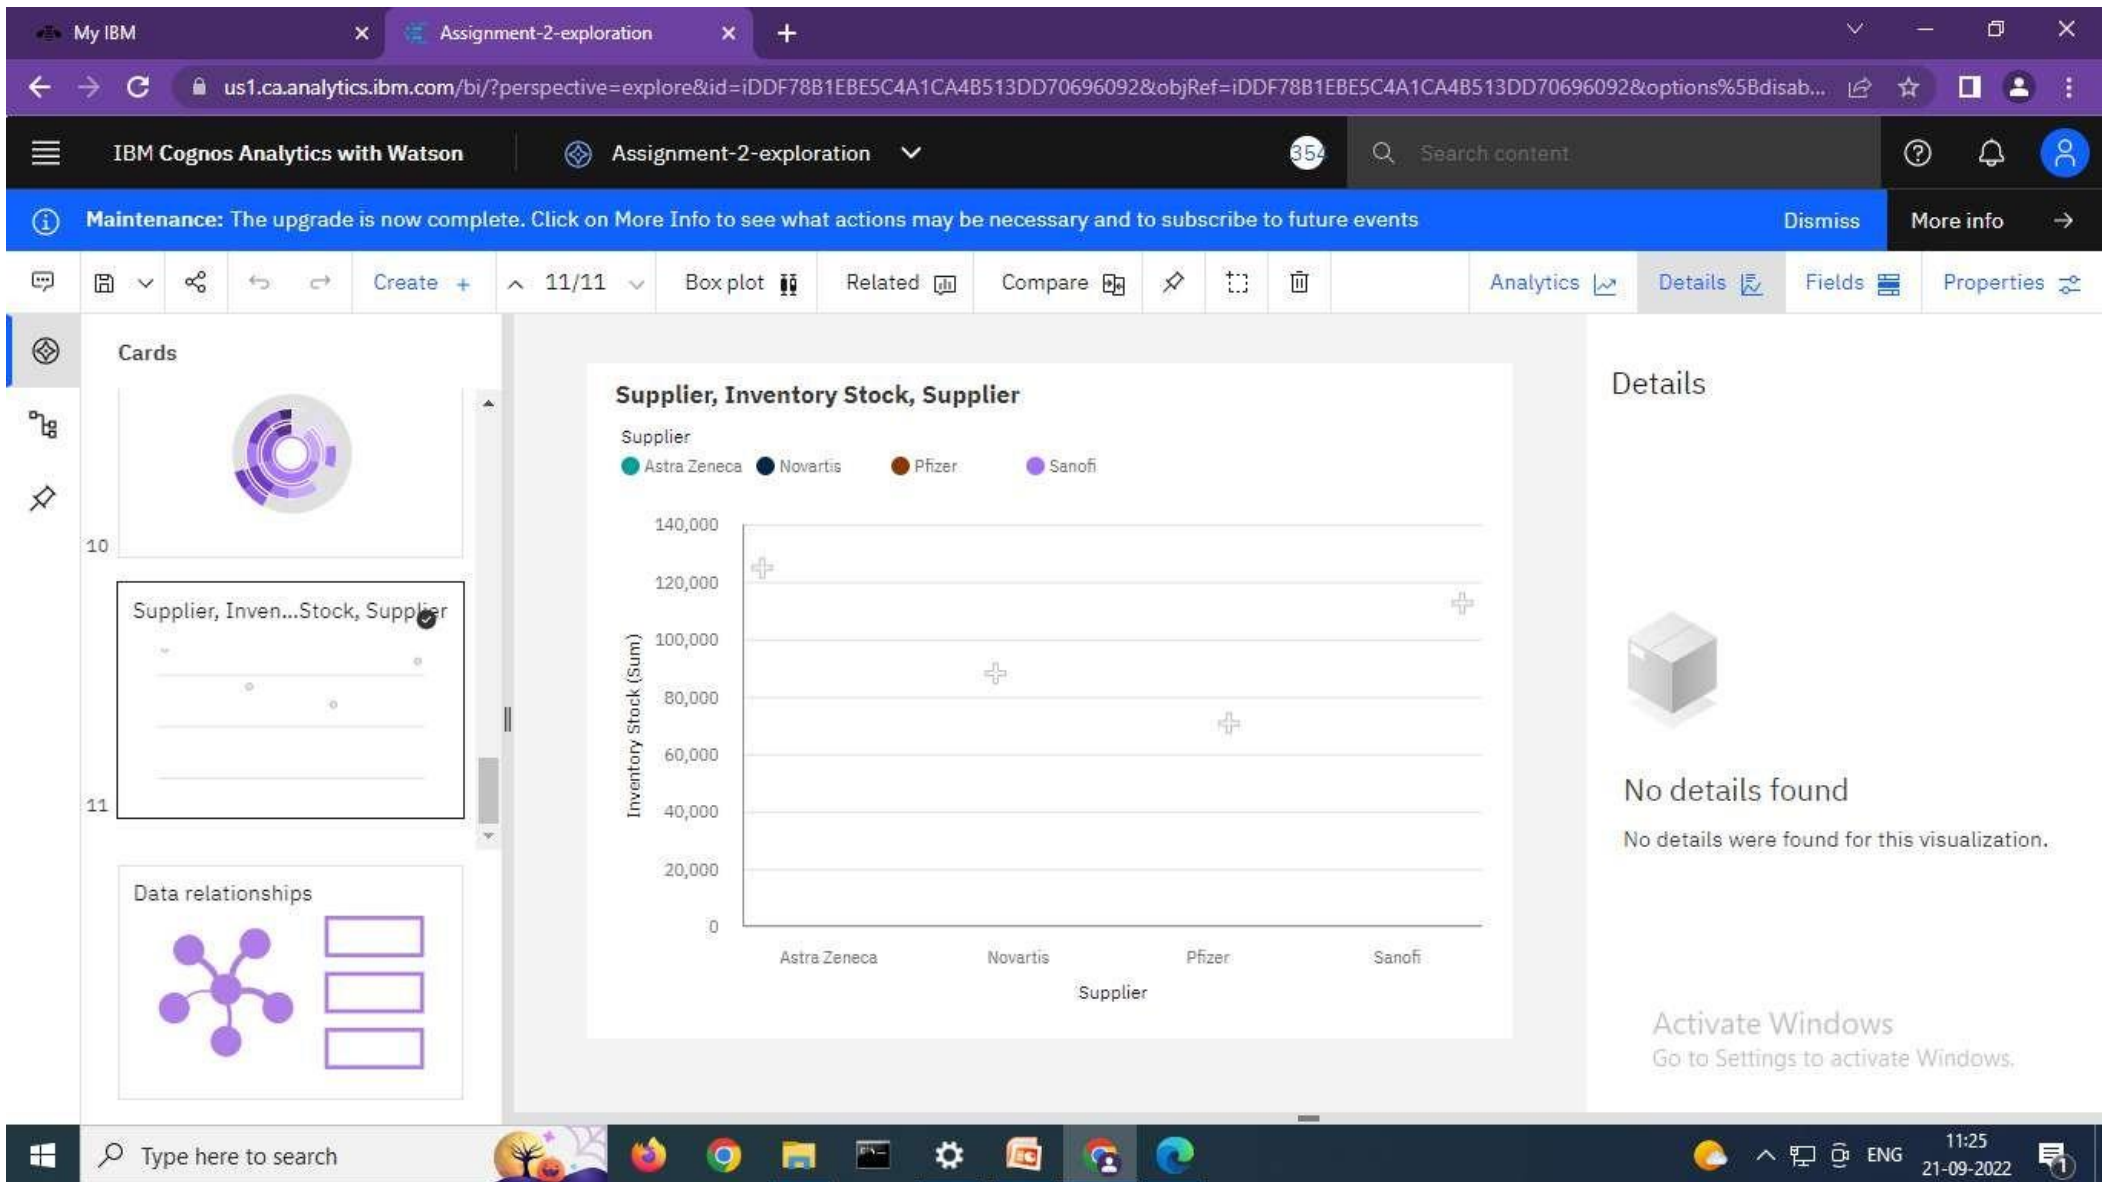 My IBM
Assignment-2-exploration
us1.ca.analytics.ibm.com/bi/?perspective=explore&id=iDDF78B1EBE5C4A1CA4B513DD70696092&objRef=iDDF78B1EBE5C4A1CA4B513DD70696092&options%5Bdisab...
IBM Cognos Analytics with Watson
Assignment-2-exploration
354
Search content
Maintenance: The upgrade is now complete. Click on More Info to see what actions may be necessary and to subscribe to future events
Dismiss
More info
Create +
11/11
Box plot
Related
Compare
Analytics
Details
Fields
Properties
Cards
10
Supplier, Inven...Stock, Supplier
11
Data relationships
Supplier, Inventory Stock, Supplier
Supplier
Astra Zeneca
Novartis
Pfizer
Sanofi
Inventory Stock (Sum)
140,000
120,000
100,000
80,000
60,000
40,000
20,000
0
Astra Zeneca
Novartis
Pfizer
Sanofi
Supplier
Details
No details found
No details were found for this visualization.
Activate Windows
Go to Settings to activate Windows.
Type here to search
ENG
11:25
21-09-2022
1